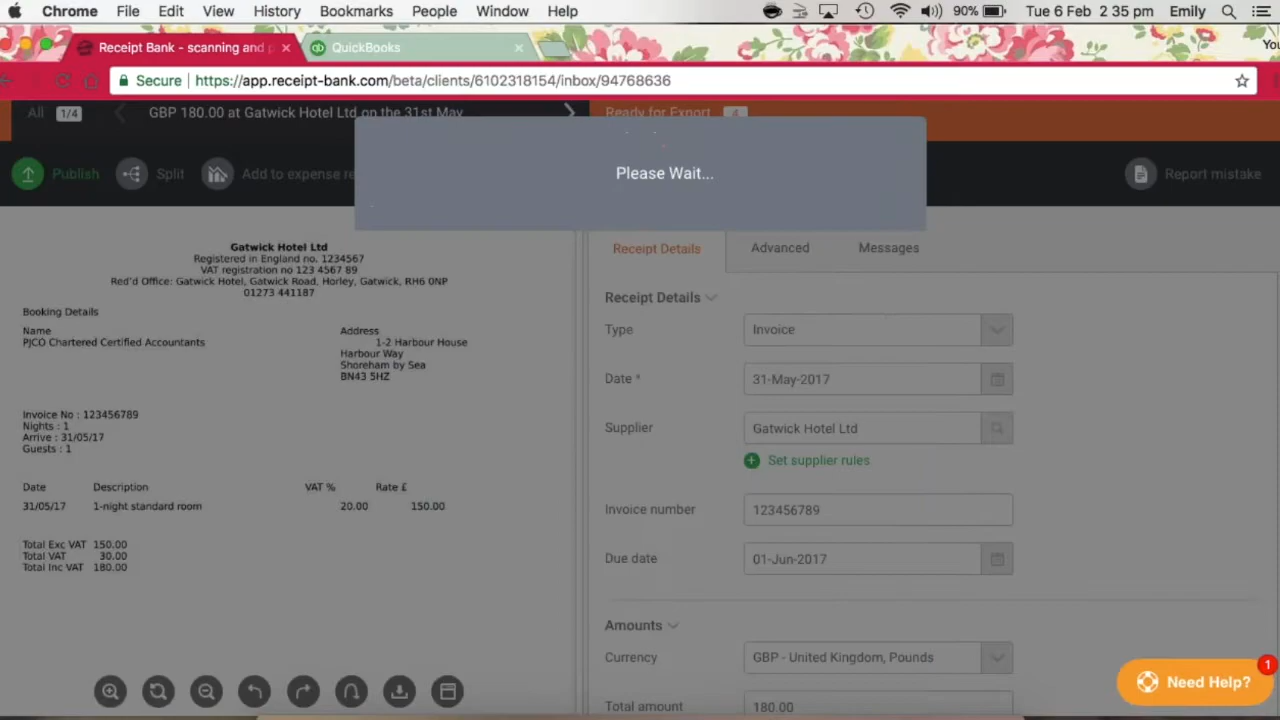 Chrome File Edit View History Bookmarks People Window Help 90% Tue 6 Feb 2:35 pm Emily
Receipt Bank - scanning and p QuickBooks
Secure https://app.receipt-bank.com/beta/clients/6102318154/inbox/94768636
All 1/4 GBP 180.00 at Gatwick Hotel Ltd on the 31st May Ready for Export 4
Please Wait...
Publish Split Add to expense re Report mistake
Gatwick Hotel Ltd
Registered in England no. 1234567
VAT registration no 123 4567 89
Red'd Office: Gatwick Hotel, Gatwick Road, Horley, Gatwick, RH6 0NP
01273 441187
Booking Details
Name Address
PJCO Chartered Certified Accountants 1-2 Harbour House
Harbour Way
Shoreham by Sea
BN43 5HZ
Invoice No : 123456789
Nights : 1
Arrive : 31/05/17
Guests : 1
Date Description VAT % Rate £
31/05/17 1-night standard room 20.00 150.00
Total Exc VAT 150.00
Total VAT 30.00
Total Inc VAT 180.00
Receipt Details Advanced Messages
Receipt Details
Type Invoice
Date * 31-May-2017
Supplier Gatwick Hotel Ltd
Set supplier rules
Invoice number 123456789
Due date 01-Jun-2017
Amounts
Currency GBP - United Kingdom, Pounds
Total amount 180.00
Need Help? 1